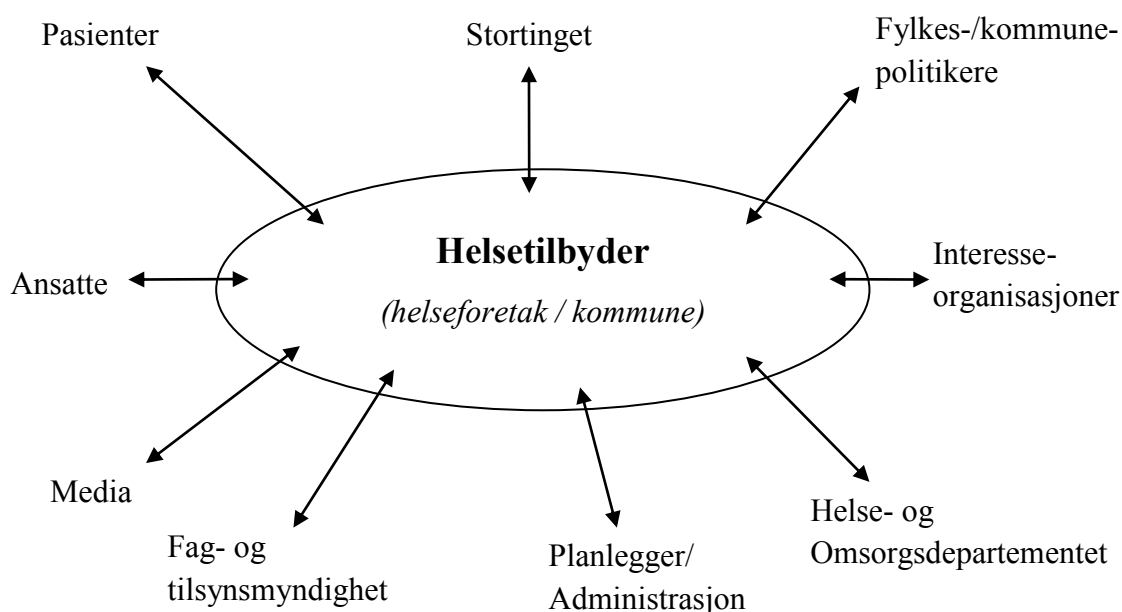 Pasienter
Stortinget
Fylkes-/kommune-
politikere
Helsetilbyder
(helseforetak / kommune)
Ansatte
Interesse-
organisasjoner
Media
Fag- og
tilsynsmyndighet
Planlegger/
Administrasjon
Helse- og
Omsorgsdepartementet